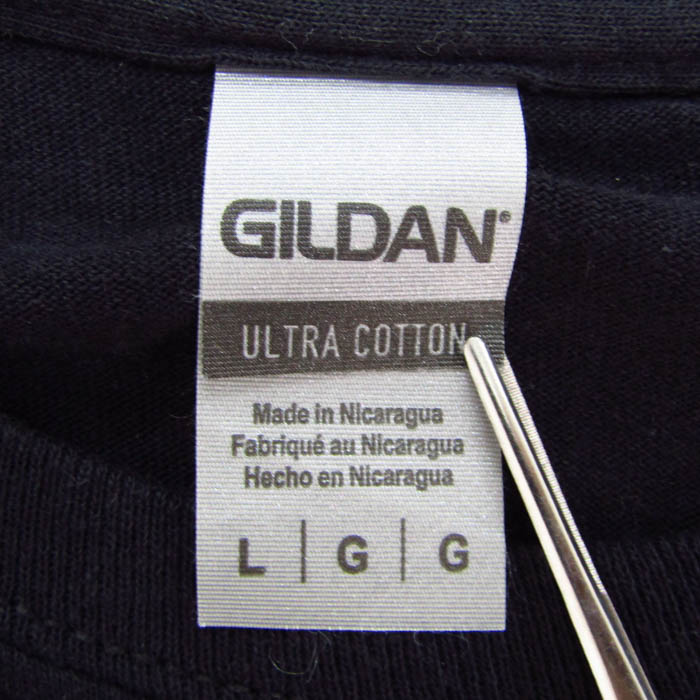 GILDAN®
ULTRA COTTON
Made in Nicaragua
Fabriqué au Nicaragua
Hecho en Nicaragua
L | G | G